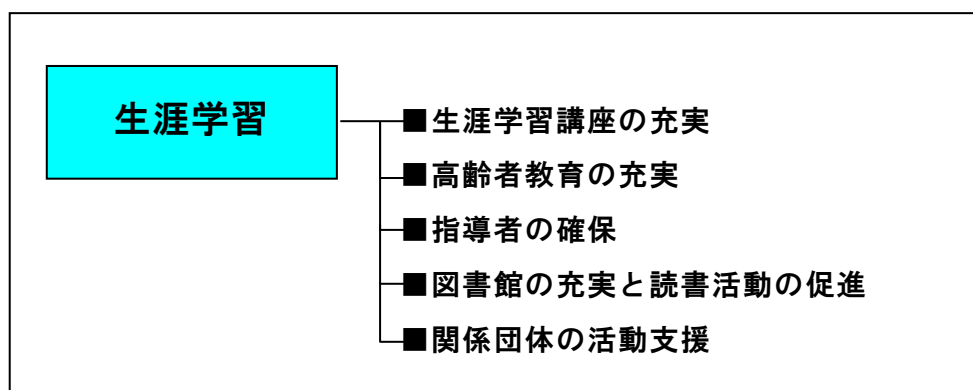 生涯学習
■生涯学習講座の充実
■高齢者教育の充実
■指導者の確保
■図書館の充実と読書活動の促進
■関係団体の活動支援